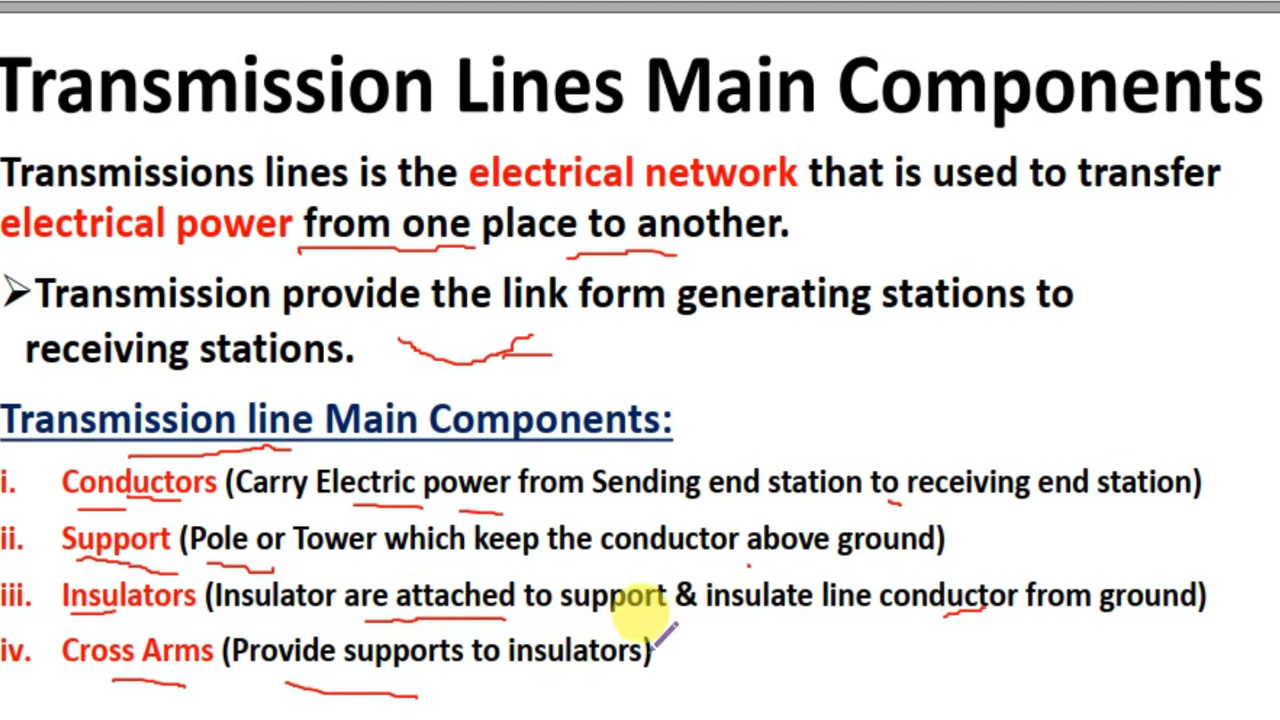 Transmission Lines Main Components
Transmissions lines is the electrical network that is used to transfer
electrical power from one place to another.
➢Transmission provide the link form generating stations to
receiving stations.
Transmission line Main Components:
i. Conductors (Carry Electric power from Sending end station to receiving end station)
ii. Support (Pole or Tower which keep the conductor above ground)
iii. Insulators (Insulator are attached to support & insulate line conductor from ground)
iv. Cross Arms (Provide supports to insulators)